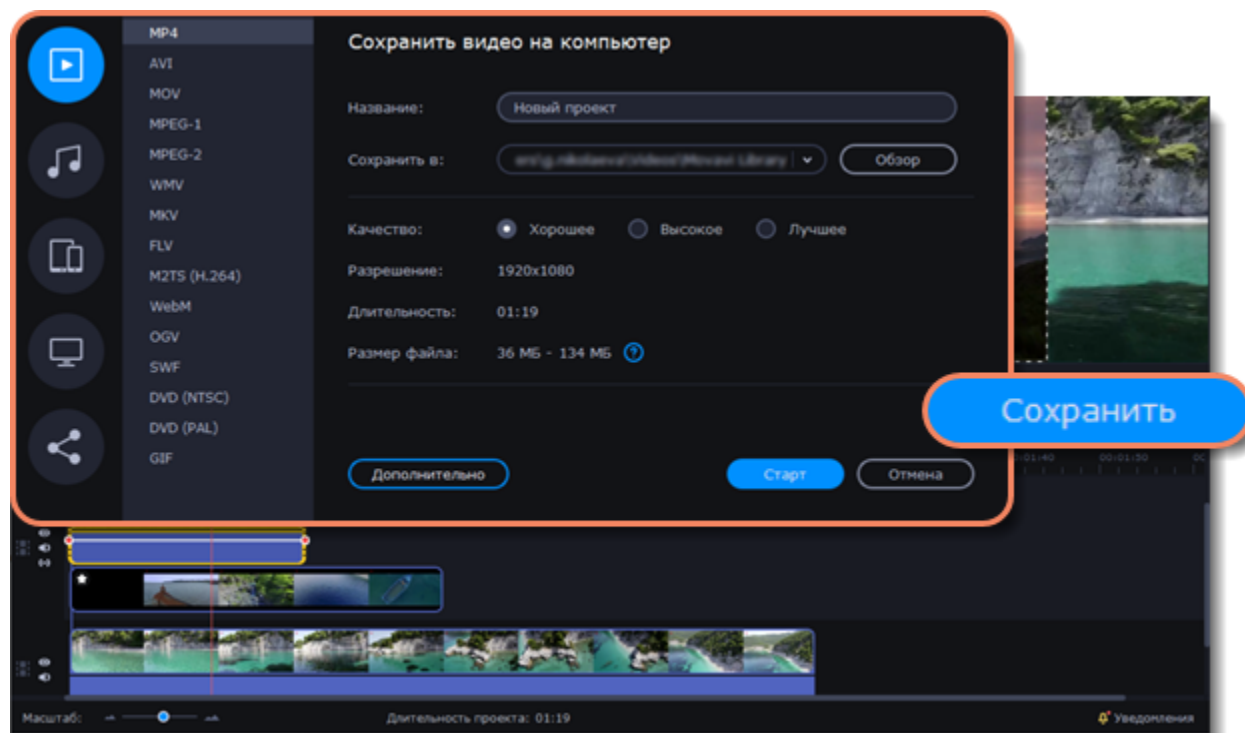 MP4
AVI
MOV
MPEG-1
MPEG-2
WMV
MKV
FLV
M2TS (H.264)
WebM
OGV
SWF
DVD (NTSC)
DVD (PAL)
GIF
Сохранить видео на компьютер
Название: Новый проект
Сохранить в: Обзор
Качество: Хорошее Высокое Лучшее
Разрешение: 1920x1080
Длительность: 01:19
Размер файла: 36 МБ - 134 МБ ?
Дополнительно Старт Отмена
Сохранить
00:01:50
Масштаб: Длительность проекта: 01:19 Уведомления